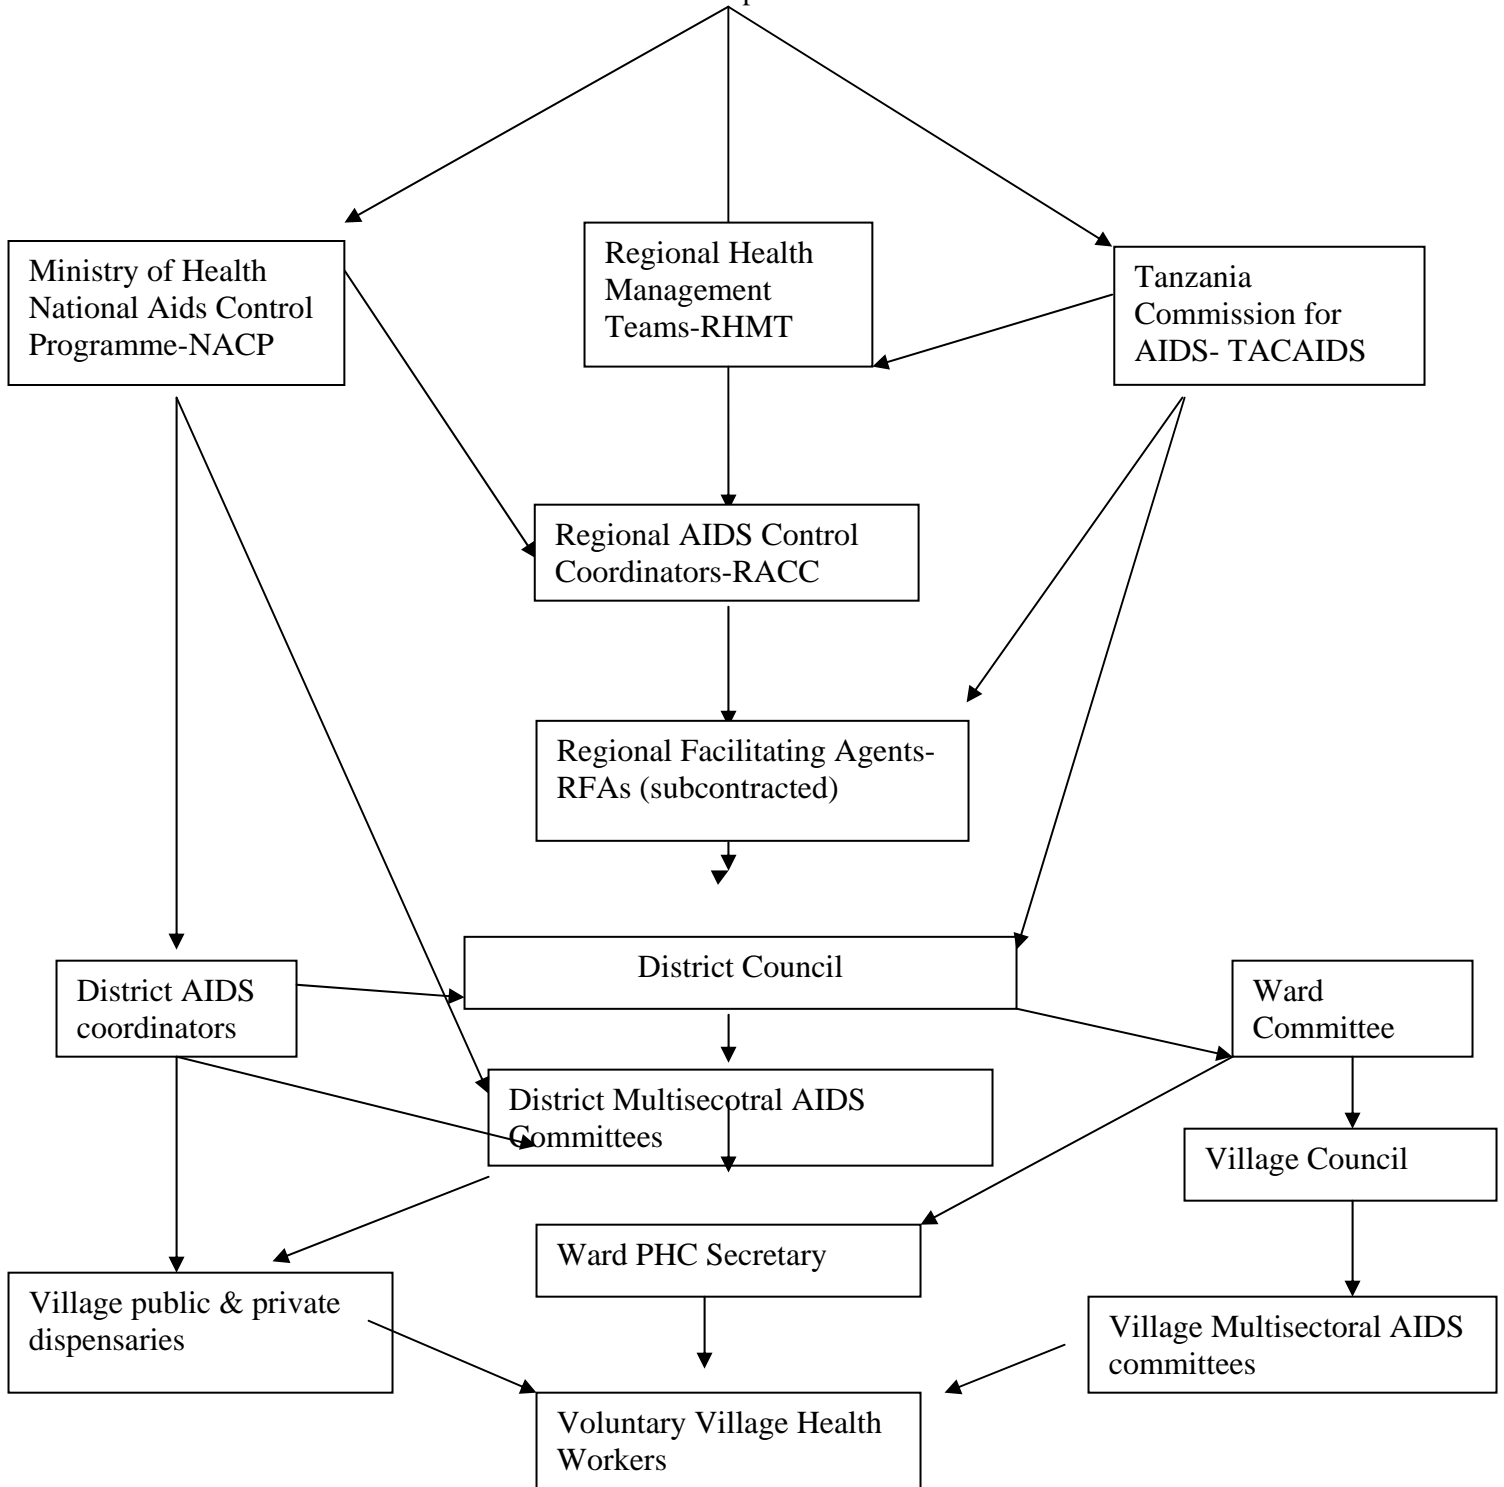 Ministry of Health
National Aids Control
Programme-NACP
Regional Health
Management
Teams-RHMT
Tanzania
Commission for
AIDS- TACAIDS
Regional AIDS Control
Coordinators-RACC
Regional Facilitating Agents-
RFAs (subcontracted)
District Council
District AIDS
coordinators
Ward
Committee
District Multisecotral AIDS
Committees
Village Council
Ward PHC Secretary
Village public & private
dispensaries
Village Multisectoral AIDS
committees
Voluntary Village Health
Workers